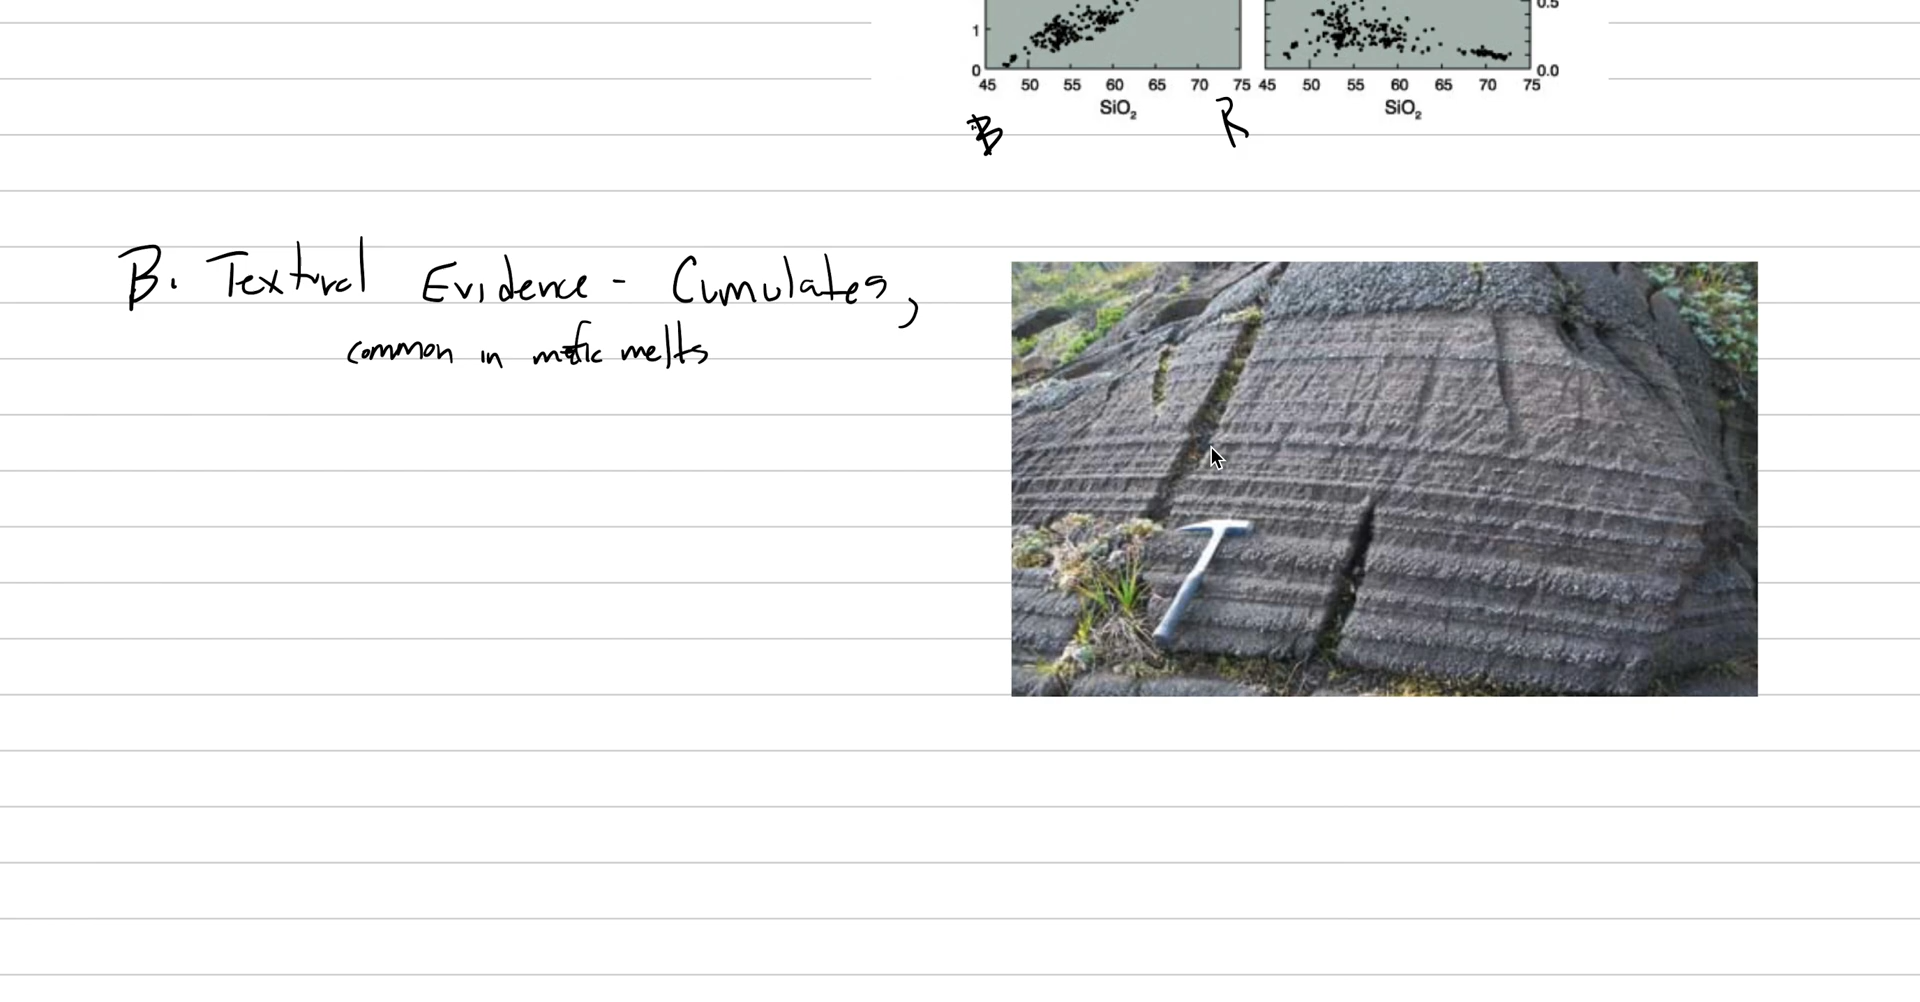 0.5
1
0 0.0
45 50 55 60 65 70 75 45 50 55 60 65 70 75
SiO₂ SiO₂
B R
B. Textural Evidence - Cumulates,
common in mafic melts